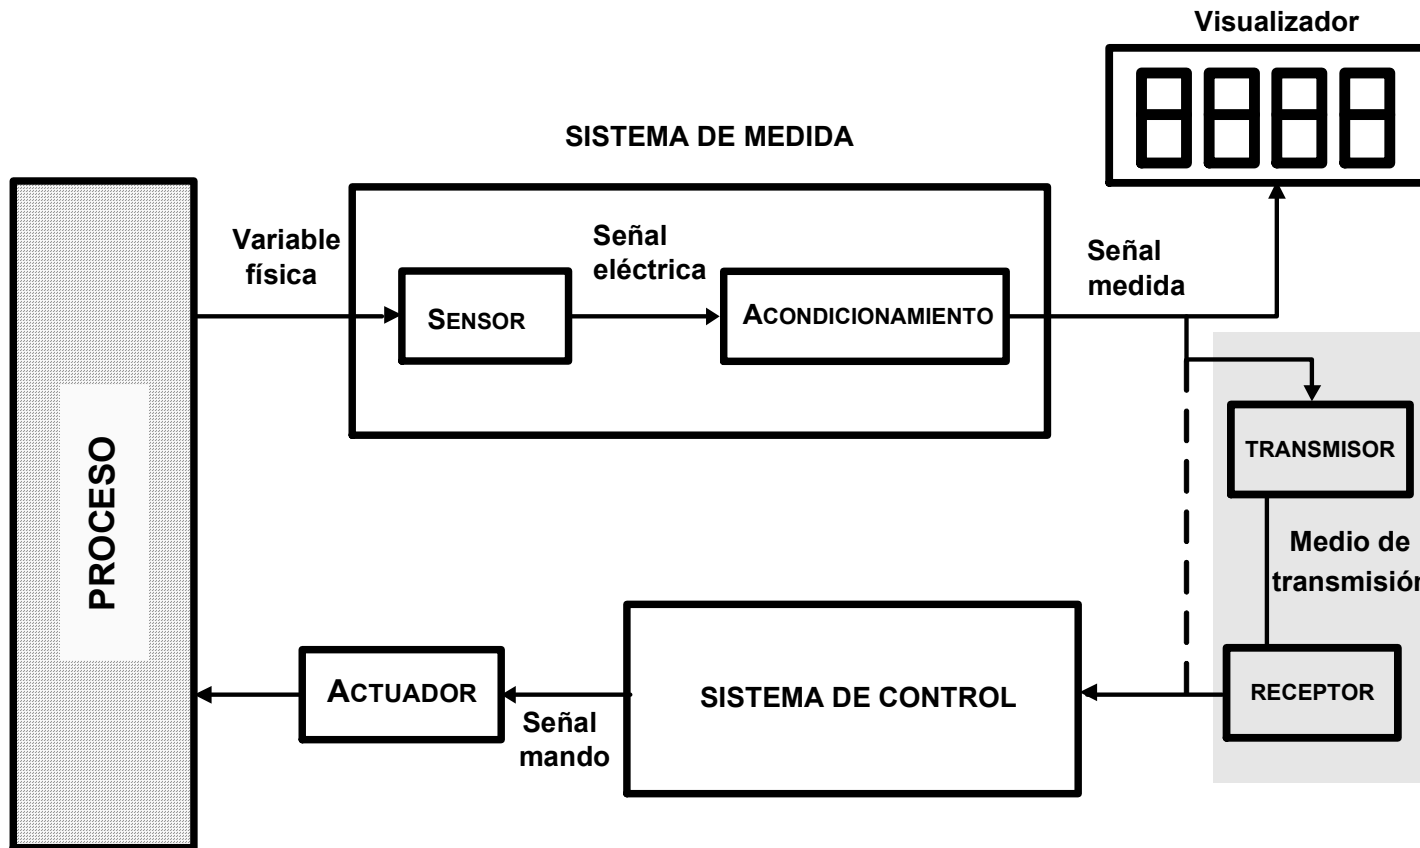 Visualizador
SISTEMA DE MEDIDA
Variable
física
Señal
eléctrica
Señal
medida
SENSOR
ACONDICIONAMIENTO
PROCESO
TRANSMISOR
Medio de
transmisión
RECEPTOR
SISTEMA DE CONTROL
ACTUADOR
Señal
mando